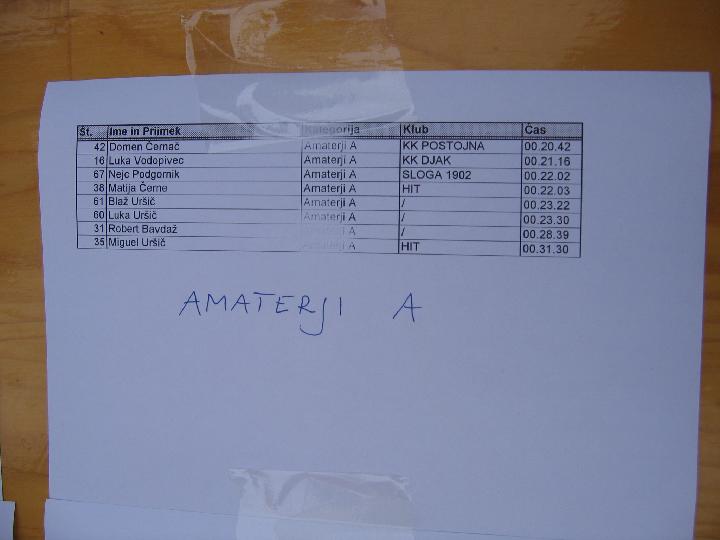 Št. Ime in Priimek Kategorija Klub Čas
42 Domen Černač Amaterji A KK POSTOJNA 00.20.42
16 Luka Vodopivec Amaterji A KK DJAK 00.21.16
67 Nejc Podgornik Amaterji A SLOGA 1902 00.22.02
38 Matija Černe Amaterji A HIT 00.22.03
61 Blaž Uršič Amaterji A / 00.23.22
60 Luka Uršič Amaterji A / 00.23.30
31 Robert Bavdaž Amaterji A / 00.28.39
35 Miguel Uršič Amaterji A HIT 00.31.30
AMATERJI A